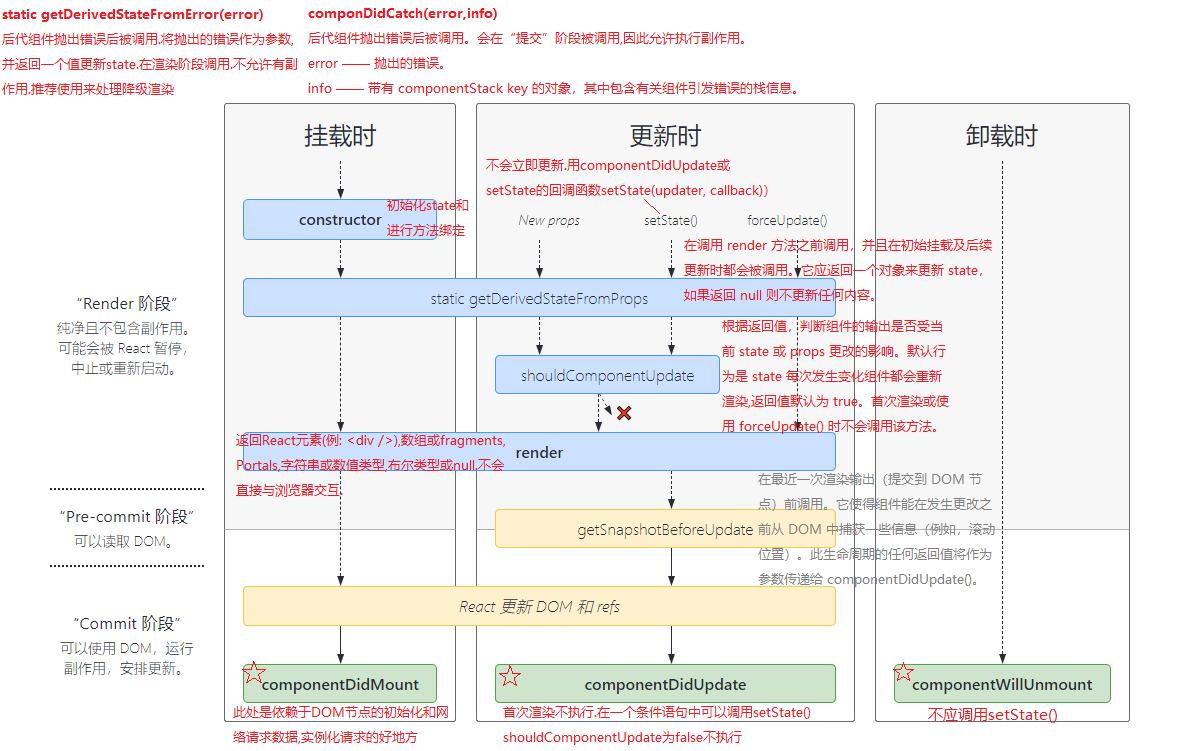 static getDerivedStateFromError(error)
后代组件抛出错误后被调用.将抛出的错误作为参数,
并返回一个值更新state.在渲染阶段调用.不允许有副
作用.推荐使用来处理降级渲染
componDidCatch(error,info)
后代组件抛出错误后被调用。会在“提交”阶段被调用,因此允许执行副作用。
error —— 抛出的错误。
info —— 带有 componentStack key 的对象，其中包含有关组件引发错误的栈信息。
挂载时
更新时
卸载时
不会立即更新.用componentDidUpdate或
setState的回调函数setState(updater, callback))
constructor
初始化state和
进行方法绑定
New props
setState()
forceUpdate()
在调用 render 方法之前调用，并且在初始挂载及后续
更新时都会被调用。它应返回一个对象来更新 state，
如果返回 null 则不更新任何内容。
“Render 阶段”
纯净且不包含副作用。
可能会被 React 暂停，
中止或重新启动。
static getDerivedStateFromProps
根据返回值，判断组件的输出是否受当
前 state 或 props 更改的影响。默认行
为是 state 每次发生变化组件都会重新
渲染,返回值默认为 true。首次渲染或使
用 forceUpdate() 时不会调用该方法。
shouldComponentUpdate
返回React元素(例: <div />),数组或fragments,
Portals,字符串或数值类型,布尔类型或null.不会
直接与浏览器交互.
render
在最近一次渲染输出（提交到 DOM 节
点）前调用。它使得组件能在发生更改之
前从 DOM 中捕获一些信息（例如，滚动
位置）。此生命周期的任何返回值将作为
参数传递给 componentDidUpdate()。
“Pre-commit 阶段”
可以读取 DOM。
getSnapshotBeforeUpdate
React 更新 DOM 和 refs
“Commit 阶段”
可以使用 DOM，运行
副作用，安排更新。
componentDidMount
componentDidUpdate
componentWillUnmount
此处是依赖于DOM节点的初始化和网
络请求数据,实例化请求的好地方
首次渲染不执行.在一个条件语句中可以调用setState()
shouldComponentUpdate为false不执行
不应调用setState()